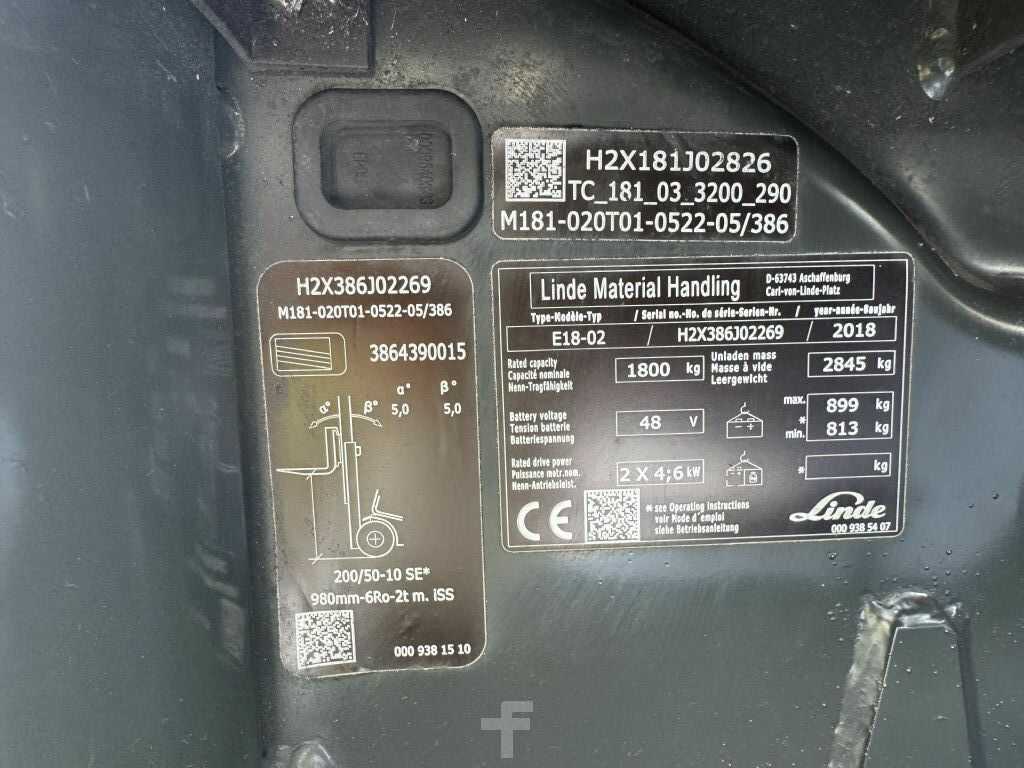 H2X181J02826
TC_181_03_3200_290
M181-020T01-0522-05/386
H2X386J02269
M181-020T01-0522-05/386
3864390015
α° β°
5,0 5,0
α° β°
200/50-10 SE*
980mm-6Ro-2t m. iSS
000 938 15 10
Linde Material Handling
D-63743 Aschaffenburg
Carl-von-Linde-Platz
Type-Modèle-Typ / Serial no.-No. de série-Serien-Nr. / year-année-Baujahr
E18-02 / H2X386J02269 / 2018
Rated capacity
Capacité nominale
Nenn-Tragfähigkeit
1800 kg
Unladen mass
Masse à vide
Leergewicht
2845 kg
Battery voltage
Tension batterie
Batteriespannung
48 V
max. 899 kg
*
min. 813 kg
Rated drive power
Puissance motr.nom.
Nenn-Antriebsleist.
2 X 4;6 kW
* kg
CE
* see Operating Instructions
voir Mode d'emploi
siehe Betriebsanleitung
Linde
000 938 54 07